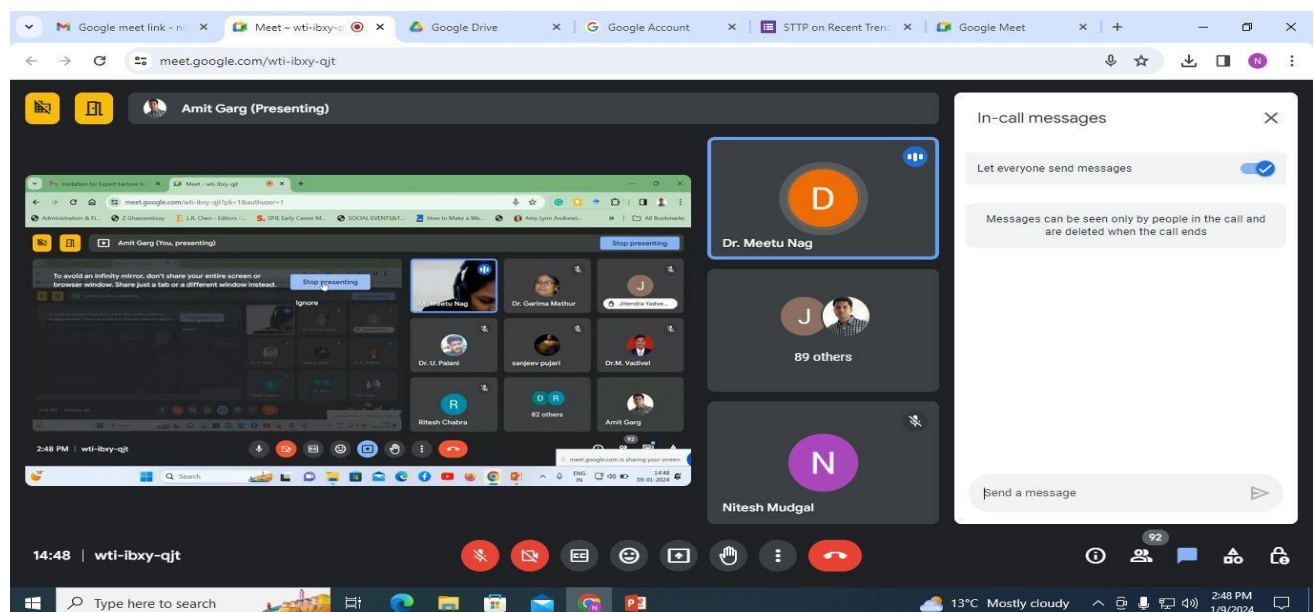 Google meet link - ni
Meet – wti-ibxy-q
Google Drive
Google Account
STTP on Recent Tren
Google Meet
meet.google.com/wti-ibxy-qjt
N
Amit Garg (Presenting)
In-call messages
Let everyone send messages
Messages can be seen only by people in the call and
are deleted when the call ends
Invitation for Expert Lecture in
Meet - wti-ibxy-qjt
meet.google.com/wti-ibxy-qjt?pli=1&authuser=1
Administration & Fi...
Z Ghassemlooy
L.R. Chen - Editors -...
SPIE Early Career M...
SOCIAL EVENTS&T...
How to Make a We...
Amy Lynn Andrews...
All Bookmarks
Amit Garg (You, presenting)
Stop presenting
To avoid an infinity mirror, don't share your entire screen or
browser window. Share just a tab or a different window instead.
Stop presenting
Ignore
Dr. Meetu Nag
Dr. Garima Mathur
J
Jitendra Yadve...
Dr. U. Palani
sanjeev pujari
Dr.M. Vadivel
R
Ritesh Chabra
D R
82 others
Amit Garg
2:48 PM | wti-ibxy-qjt
92
meet.google.com is sharing your screen.
Search
ENG
IN
14:48
09-01-2024
D
Dr. Meetu Nag
J
89 others
N
Nitesh Mudgal
Send a message
14:48 | wti-ibxy-qjt
92
Type here to search
13°C Mostly cloudy
2:48 PM
1/9/2024